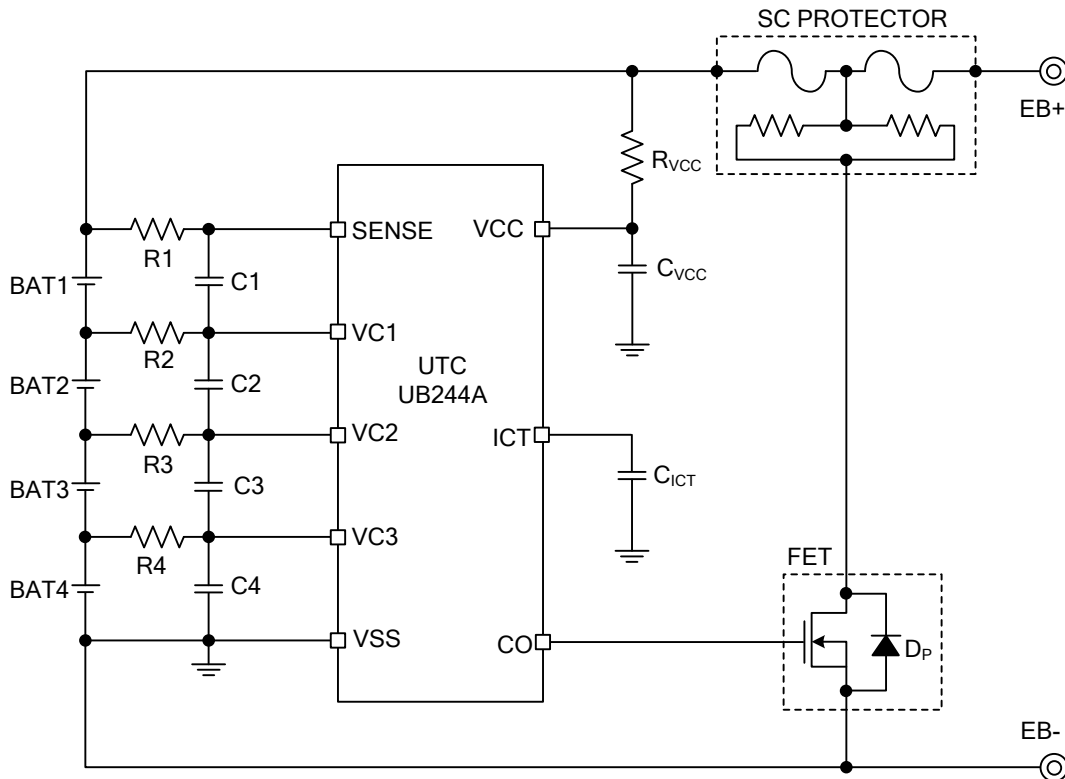 SC PROTECTOR
EB+
RVCC
SENSE
VCC
R1
C1
BAT1
CVCC
VC1
R2
UTC
UB244A
BAT2
C2
VC2
ICT
R3
CICT
BAT3
C3
VC3
R4
FET
BAT4
C4
VSS
CO
DP
EB-